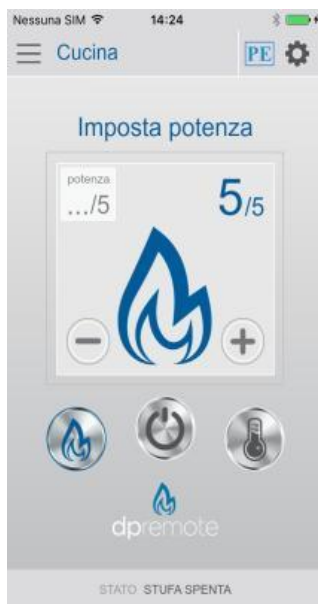 Nessuna SIM 14:24
Cucina PE
Imposta potenza
potenza
.../5
5/5
dpremote
STATO STUFA SPENTA